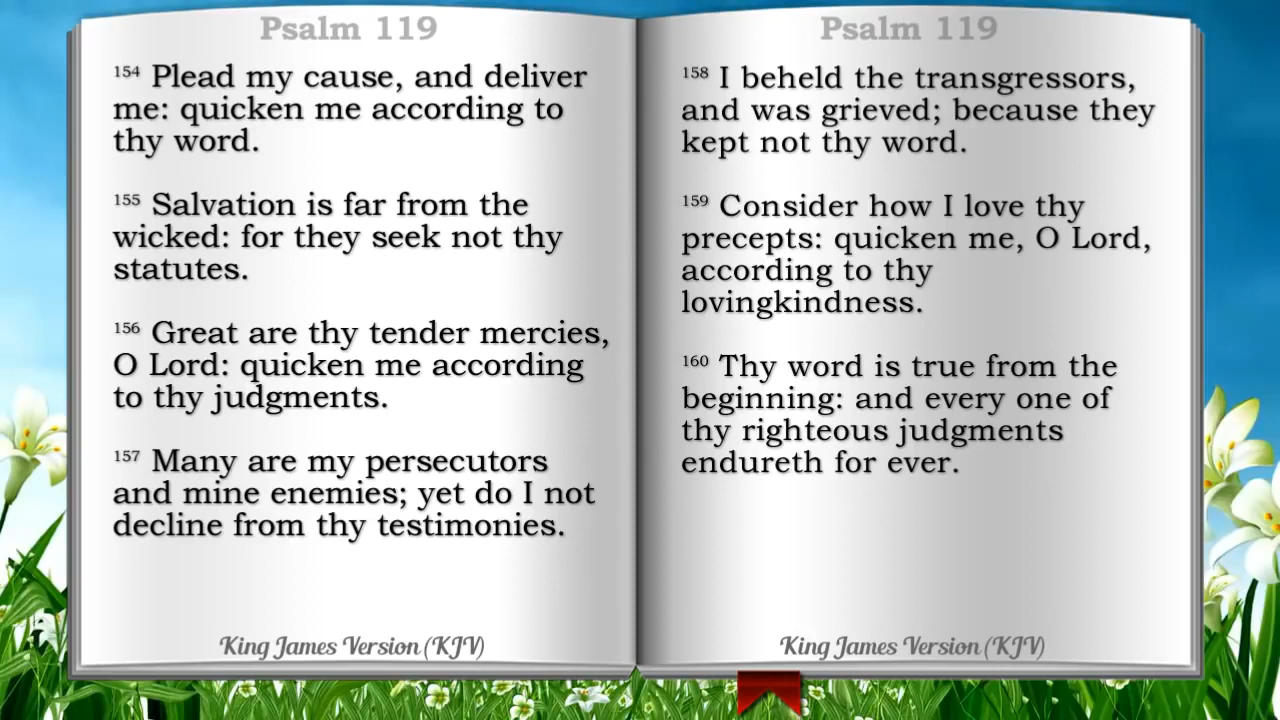 Psalm 119
154 Plead my cause, and deliver
me: quicken me according to
thy word.
155 Salvation is far from the
wicked: for they seek not thy
statutes.
156 Great are thy tender mercies,
O Lord: quicken me according
to thy judgments.
157 Many are my persecutors
and mine enemies; yet do I not
decline from thy testimonies.
King James Version (KJV)
Psalm 119
158 I beheld the transgressors,
and was grieved; because they
kept not thy word.
159 Consider how I love thy
precepts: quicken me, O Lord,
according to thy
lovingkindness.
160 Thy word is true from the
beginning: and every one of
thy righteous judgments
endureth for ever.
King James Version (KJV)